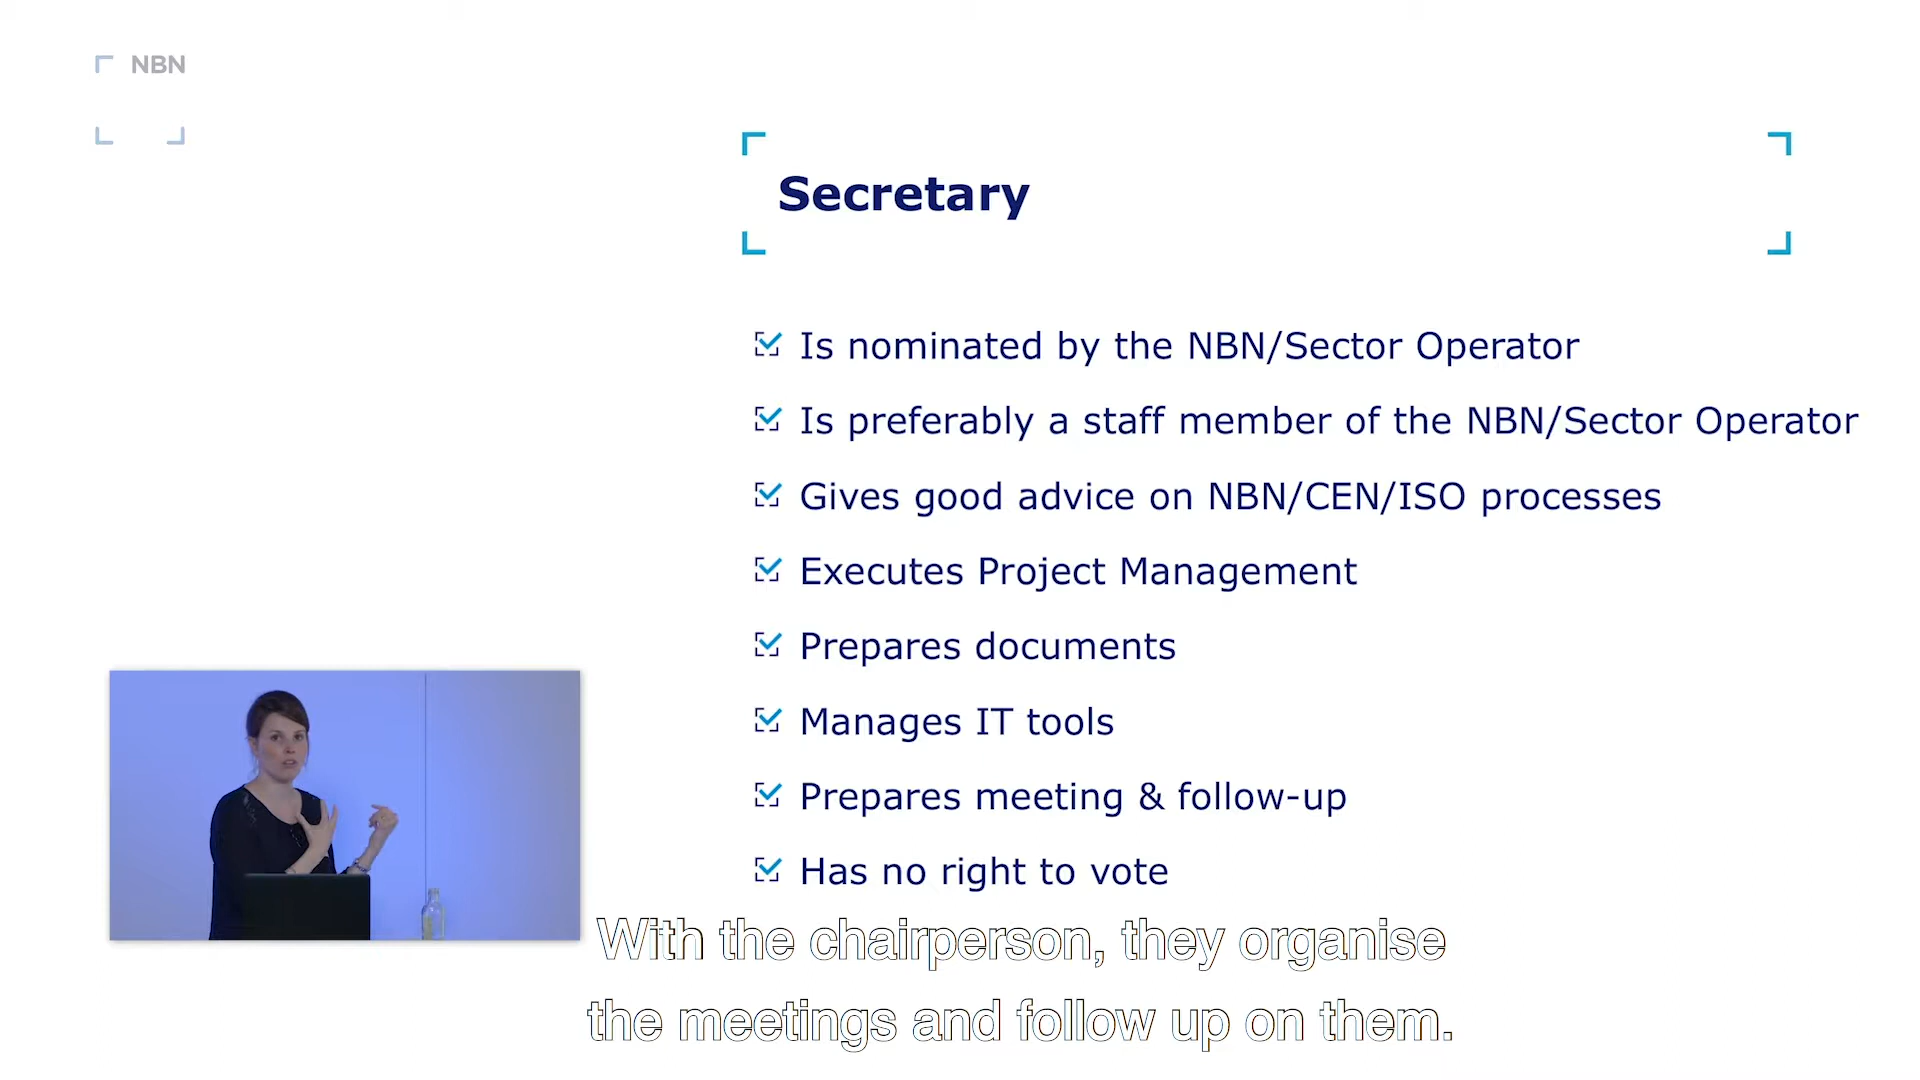 NBN
Secretary
Is nominated by the NBN/Sector Operator
Is preferably a staff member of the NBN/Sector Operator
Gives good advice on NBN/CEN/ISO processes
Executes Project Management
Prepares documents
Manages IT tools
Prepares meeting & follow-up
Has no right to vote
With the chairperson, they organise
the meetings and follow up on them.